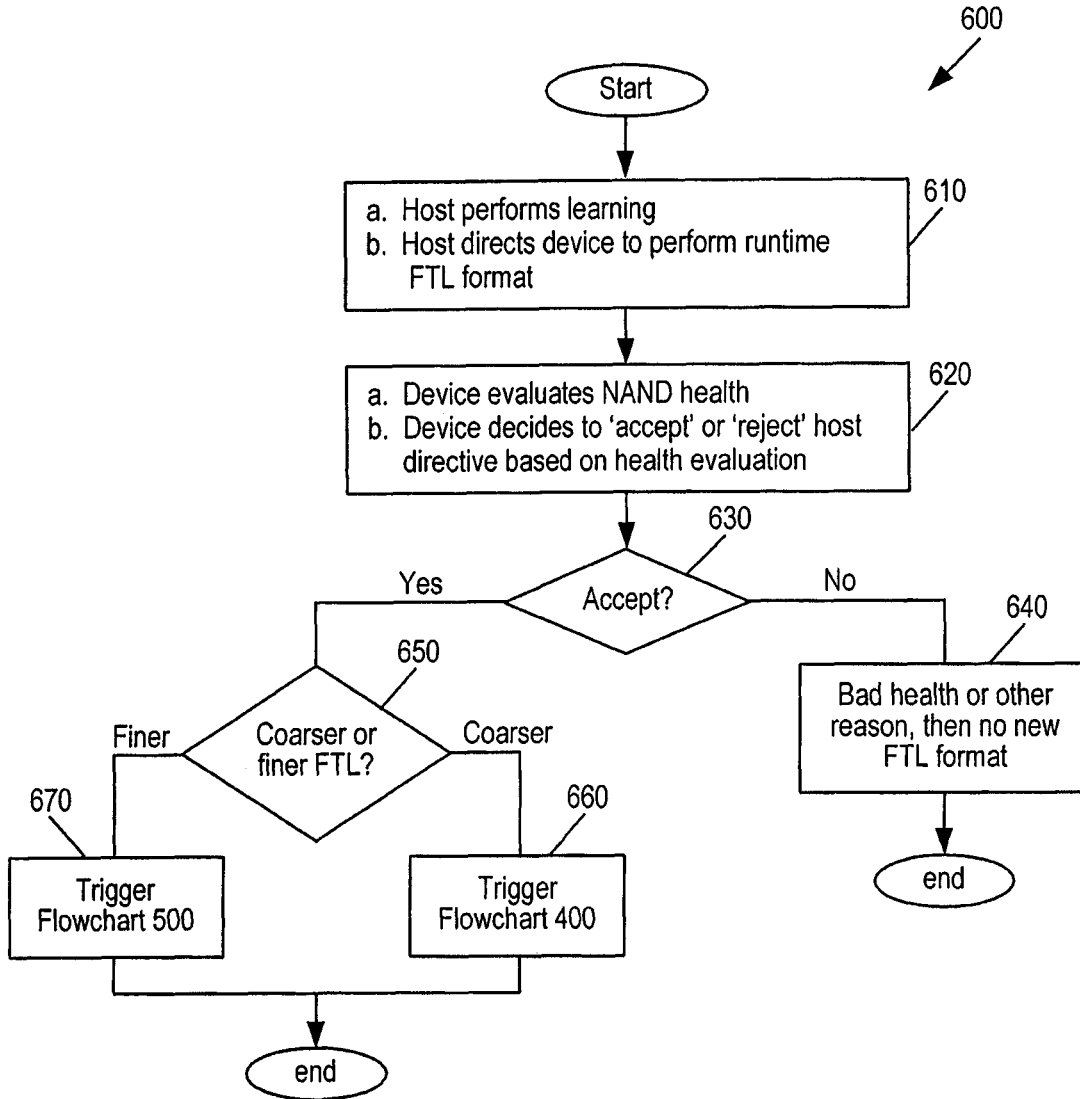 600
Start
610
a. Host performs learning
b. Host directs device to perform runtime
FTL format
620
a. Device evaluates NAND health
b. Device decides to ‘accept’ or ‘reject’ host
directive based on health evaluation
630
Yes
Accept?
No
640
650
Bad health or other
reason, then no new
FTL format
Finer
Coarser or
finer FTL?
Coarser
670
660
Trigger
Flowchart 500
Trigger
Flowchart 400
end
end